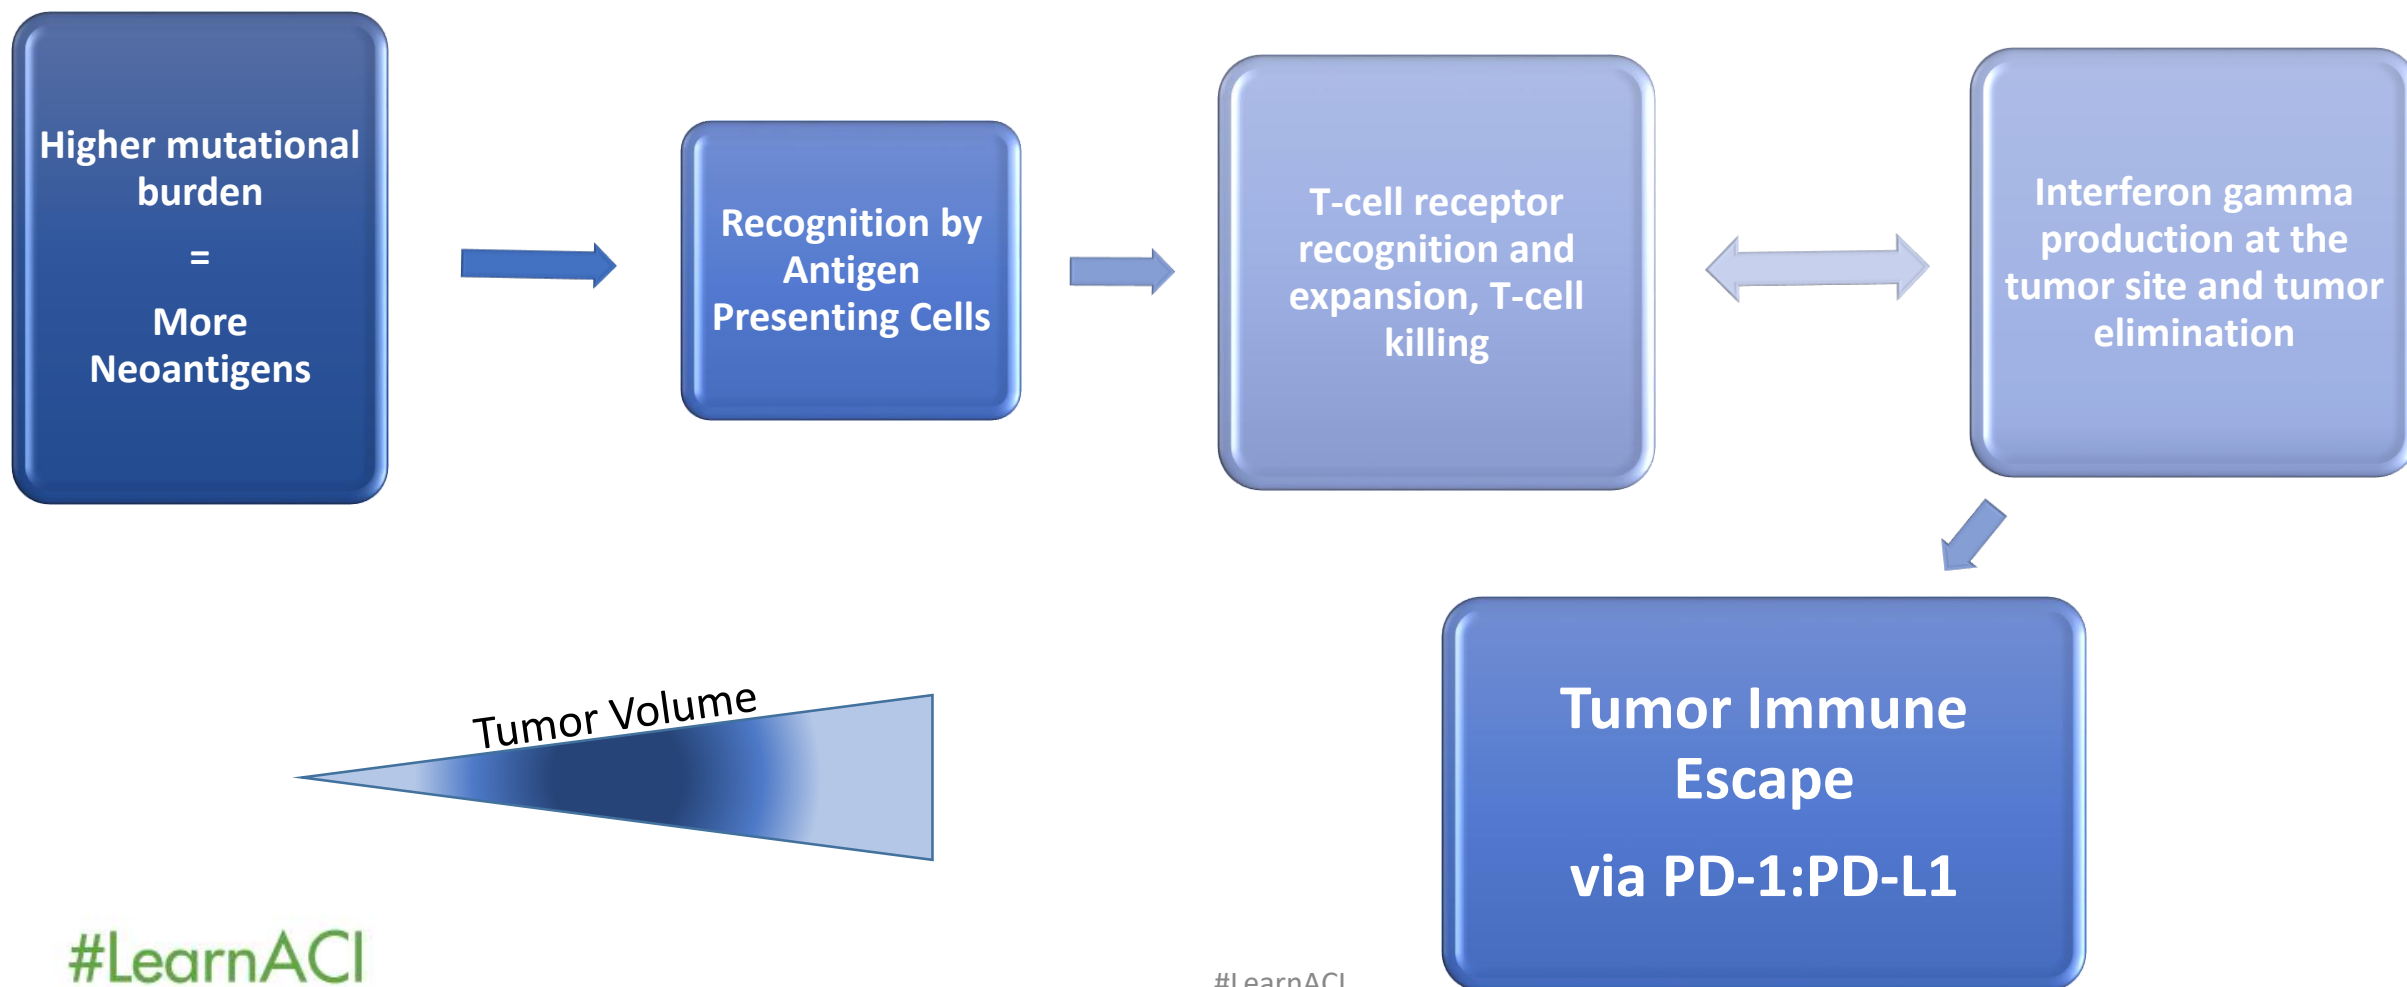 Higher mutational
burden
=
More
Neoantigens
Recognition by
Antigen
Presenting Cells
T-cell receptor
recognition and
expansion, T-cell
killing
Interferon gamma
production at the
tumor site and tumor
elimination
Tumor Volume
Tumor Immune
Escape
via PD-1:PD-L1
#LearnACI
#LearnACI